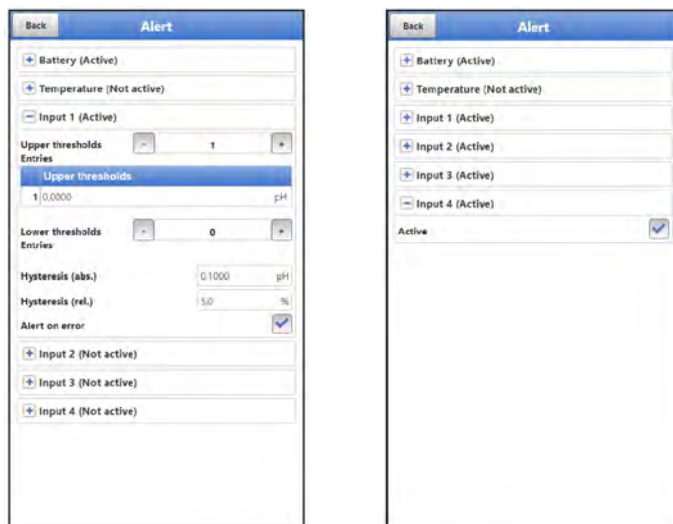 Back
Alert
+ Battery (Active)
+ Temperature (Not active)
− Input 1 (Active)
Upper thresholds
Entries
- 1 +
Upper thresholds
1 0,0000 pH
Lower thresholds
Entries
- 0 +
Hysteresis (abs.) 0.1000 pH
Hysteresis (rel.) 5.0 %
Alert on error
+ Input 2 (Not active)
+ Input 3 (Not active)
+ Input 4 (Not active)
Back
Alert
+ Battery (Active)
+ Temperature (Not active)
+ Input 1 (Active)
+ Input 2 (Active)
+ Input 3 (Active)
− Input 4 (Active)
Active